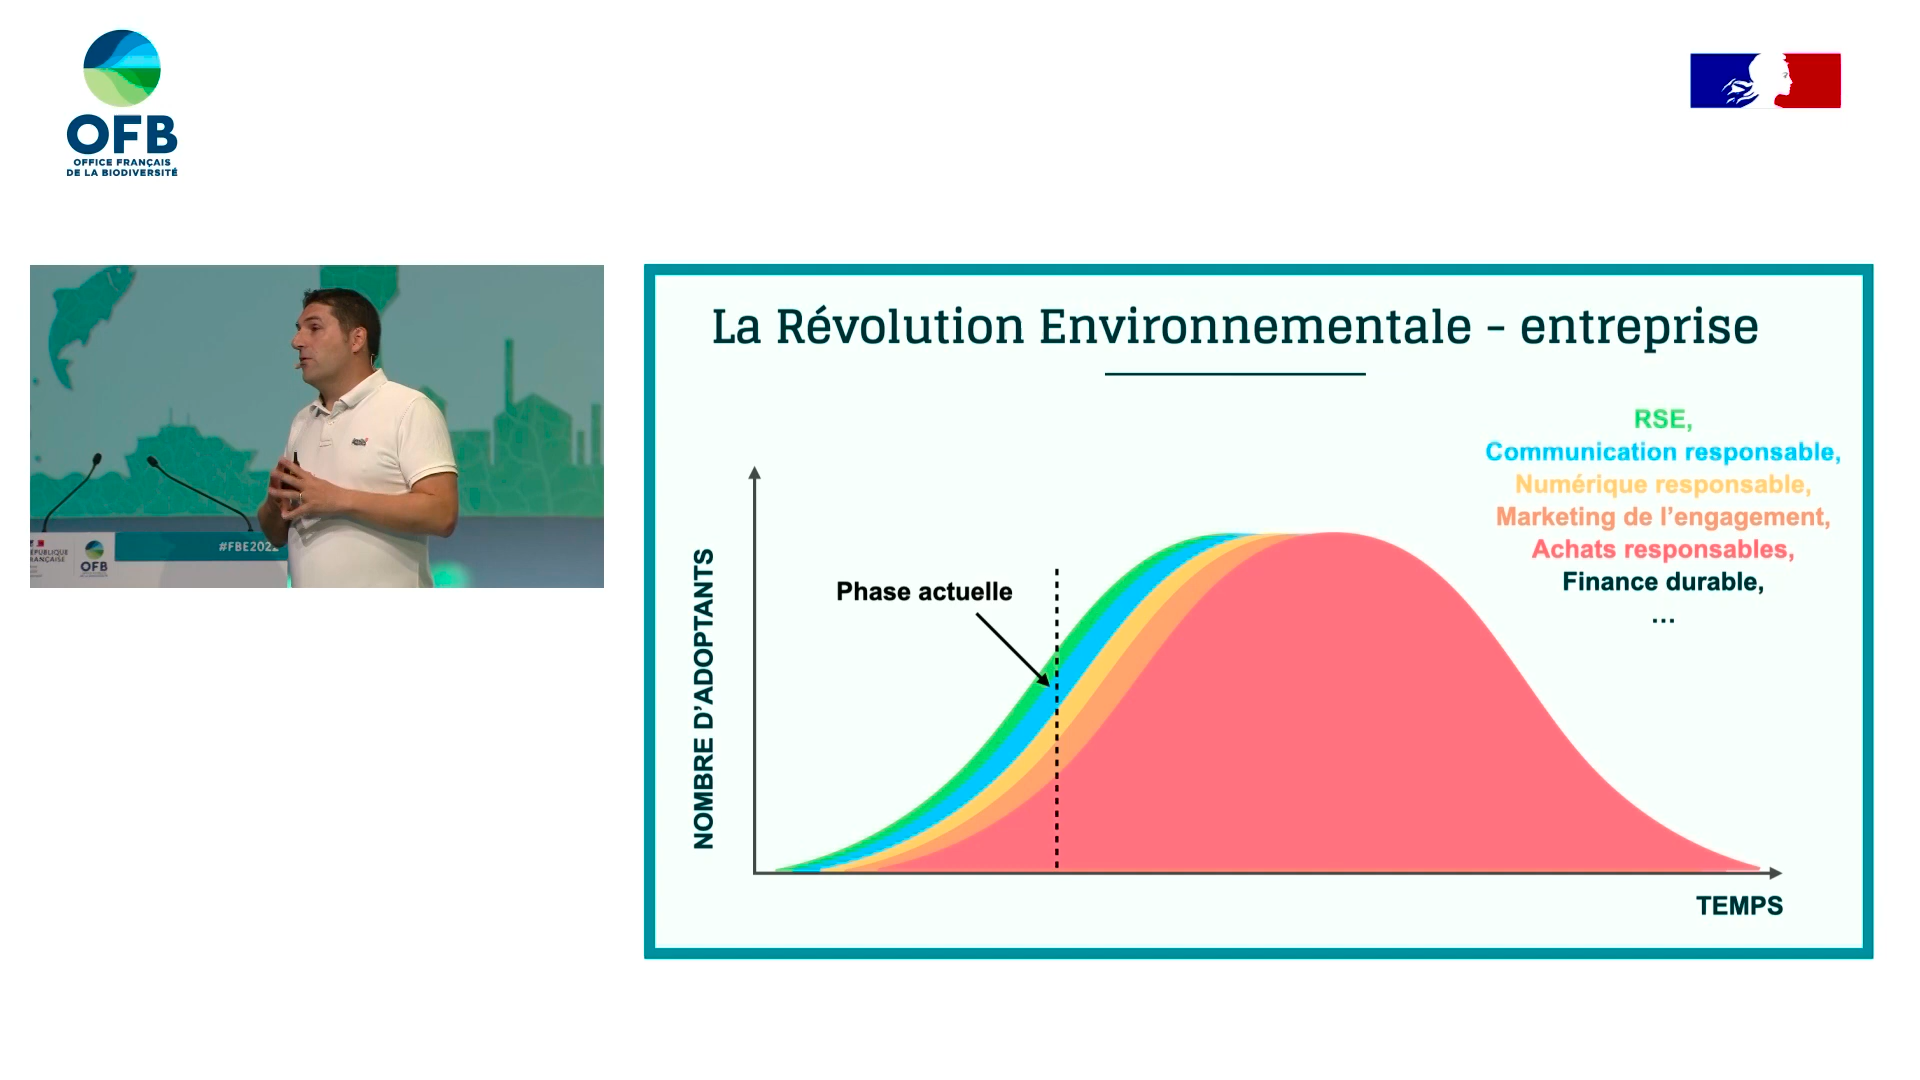 OFB
OFFICE FRANÇAIS
DE LA BIODIVERSITÉ
#FBE2022
OFB
La Révolution Environnementale - entreprise
RSE,
Communication responsable,
Numérique responsable,
Marketing de l’engagement,
Achats responsables,
Finance durable,
...
Phase actuelle
NOMBRE D’ADOPTANTS
TEMPS